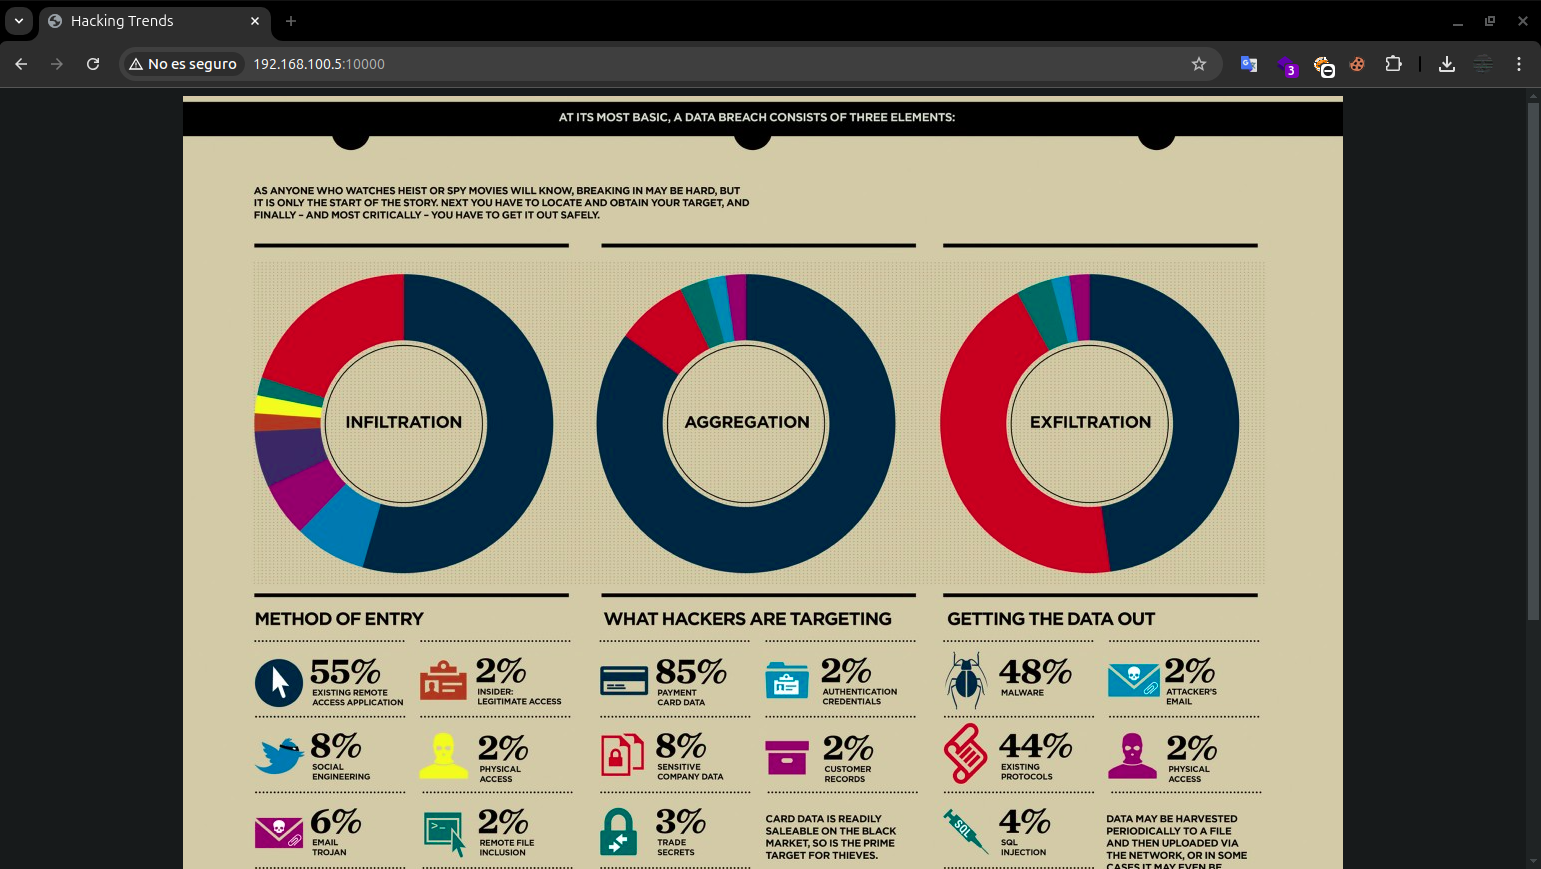 Hacking Trends
No es seguro
192.168.100.5:10000
3
AT ITS MOST BASIC, A DATA BREACH CONSISTS OF THREE ELEMENTS:
AS ANYONE WHO WATCHES HEIST OR SPY MOVIES WILL KNOW, BREAKING IN MAY BE HARD, BUT
IT IS ONLY THE START OF THE STORY. NEXT YOU HAVE TO LOCATE AND OBTAIN YOUR TARGET, AND
FINALLY – AND MOST CRITICALLY – YOU HAVE TO GET IT OUT SAFELY.
INFILTRATION
AGGREGATION
EXFILTRATION
METHOD OF ENTRY
55%
EXISTING REMOTE
ACCESS APPLICATION
2%
INSIDER:
LEGITIMATE ACCESS
8%
SOCIAL
ENGINEERING
2%
PHYSICAL
ACCESS
6%
EMAIL
TROJAN
2%
REMOTE FILE
INCLUSION
WHAT HACKERS ARE TARGETING
85%
PAYMENT
CARD DATA
2%
AUTHENTICATION
CREDENTIALS
8%
SENSITIVE
COMPANY DATA
2%
CUSTOMER
RECORDS
3%
TRADE
SECRETS
CARD DATA IS READILY
SALEABLE ON THE BLACK
MARKET, SO IS THE PRIME
TARGET FOR THIEVES.
GETTING THE DATA OUT
48%
MALWARE
2%
ATTACKER'S
EMAIL
44%
EXISTING
PROTOCOLS
2%
PHYSICAL
ACCESS
SQL
4%
SQL
INJECTION
DATA MAY BE HARVESTED
PERIODICALLY TO A FILE
AND THEN UPLOADED VIA
THE NETWORK, OR IN SOME
CASES IT MAY EVEN BE